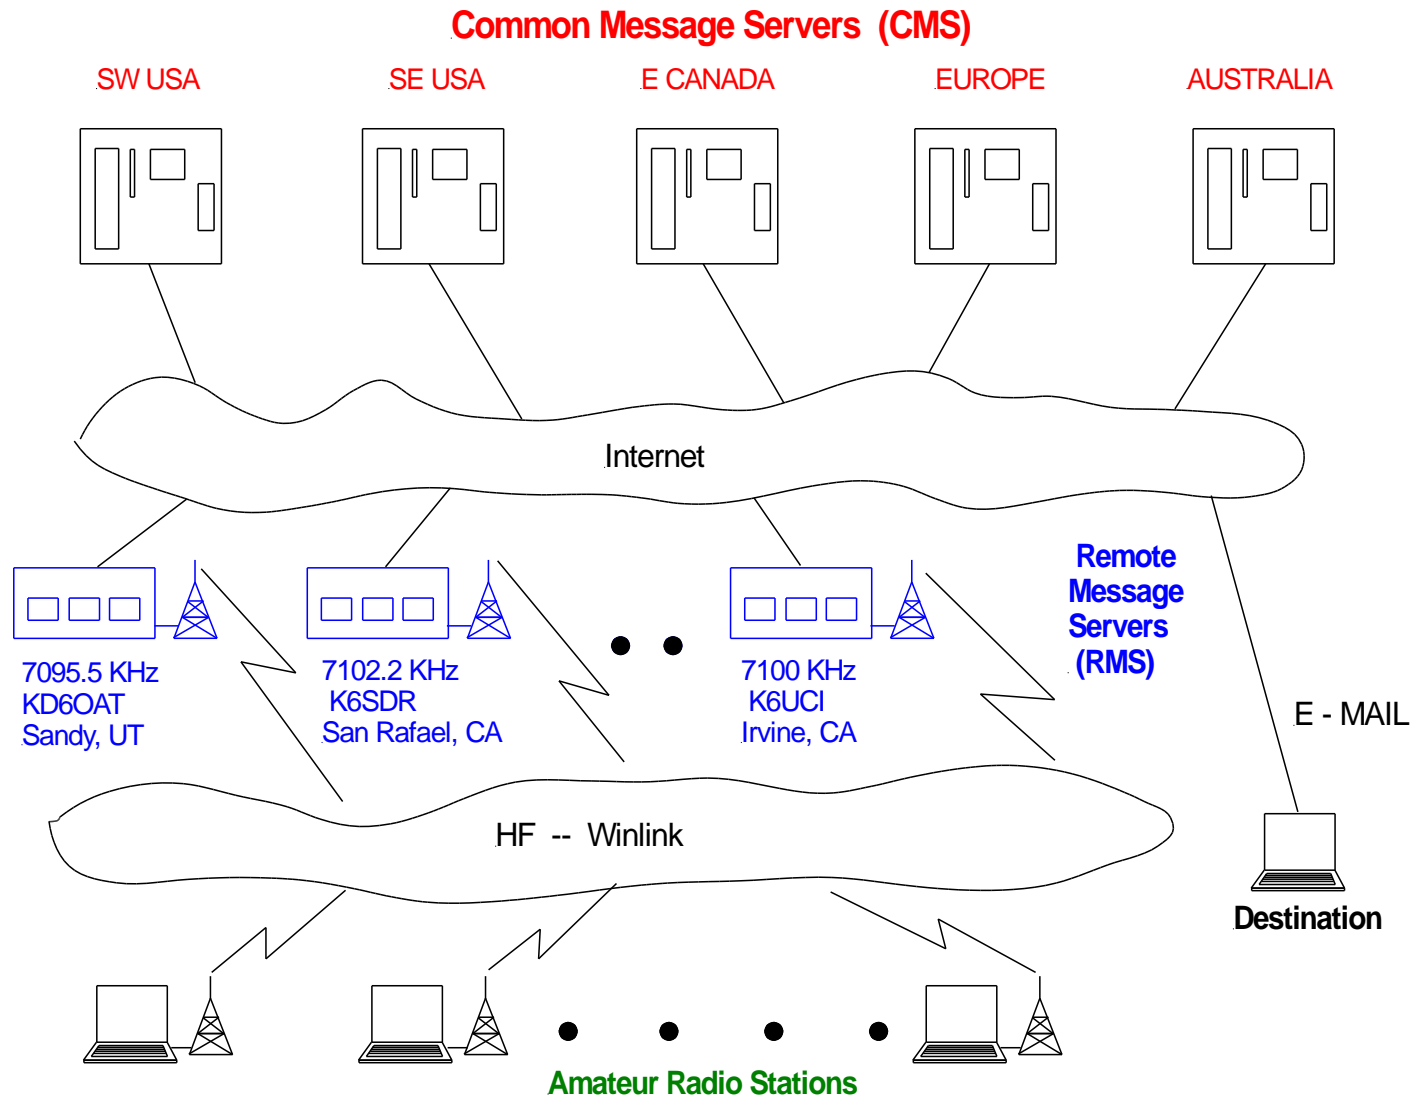 Common Message Servers (CMS)
SW USA
SE USA
E CANADA
EUROPE
AUSTRALIA
Internet
Remote
Message
Servers
(RMS)
7095.5 KHz
KD6OAT
Sandy, UT
7102.2 KHz
K6SDR
San Rafael, CA
7100 KHz
K6UCI
Irvine, CA
E - MAIL
HF -- Winlink
Destination
Amateur Radio Stations